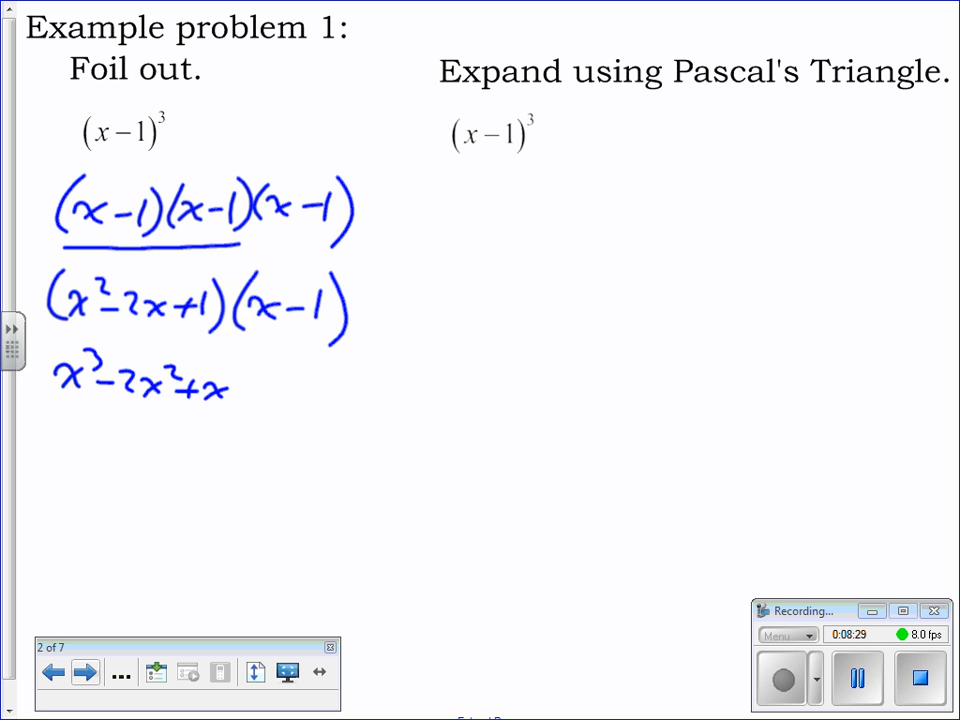 Example problem 1:
Foil out.
(x − 1)³
(x − 1)(x − 1)(x − 1)
(x² − 2x + 1)(x − 1)
x³ − 2x² + x
Expand using Pascal's Triangle.
(x − 1)³
2 of 7
...
Recording...
Menu
0:08:29
8.0 fps